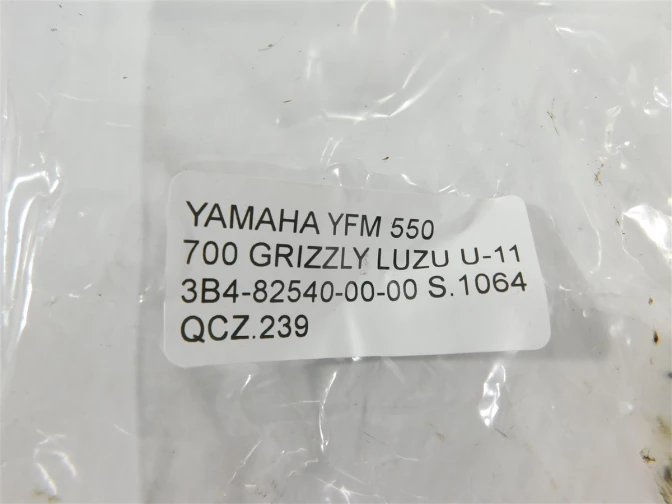 YAMAHA YFM 550
700 GRIZZLY LUZU U-11
3B4-82540-00-00 S.1064
QCZ.239